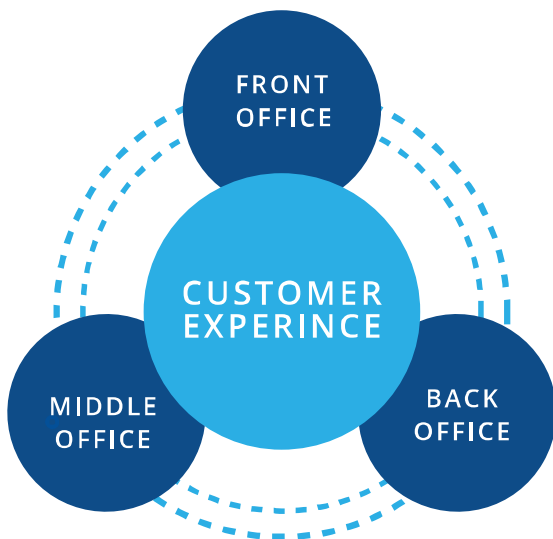 FRONT
OFFICE
CUSTOMER
EXPERINCE
MIDDLE
OFFICE
BACK
OFFICE